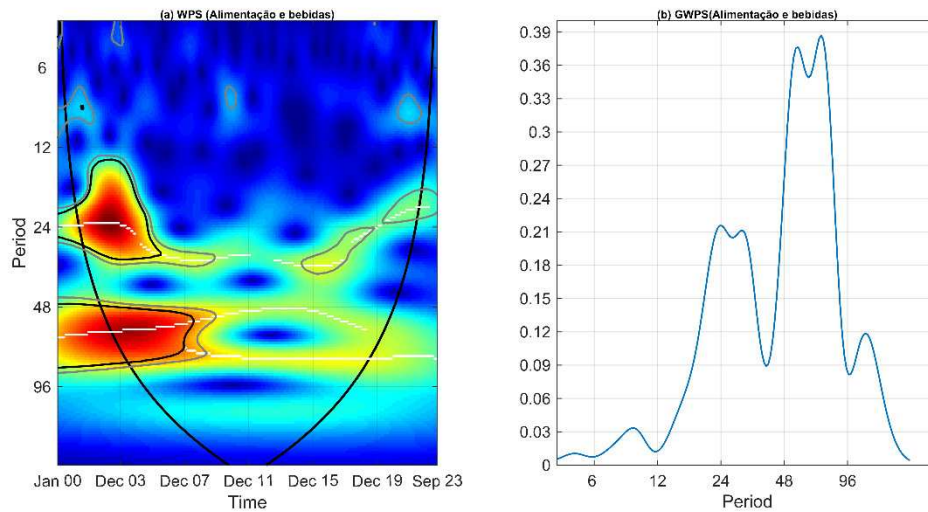 (a) WPS (Alimentação e bebidas)
6
12
24
48
96
Period
Jan 00 Dec 03 Dec 07 Dec 11 Dec 15 Dec 19 Sep 23
Time
(b) GWPS(Alimentação e bebidas)
0.39
0.36
0.33
0.3
0.27
0.24
0.21
0.18
0.15
0.12
0.09
0.06
0.03
0
6 12 24 48 96
Period